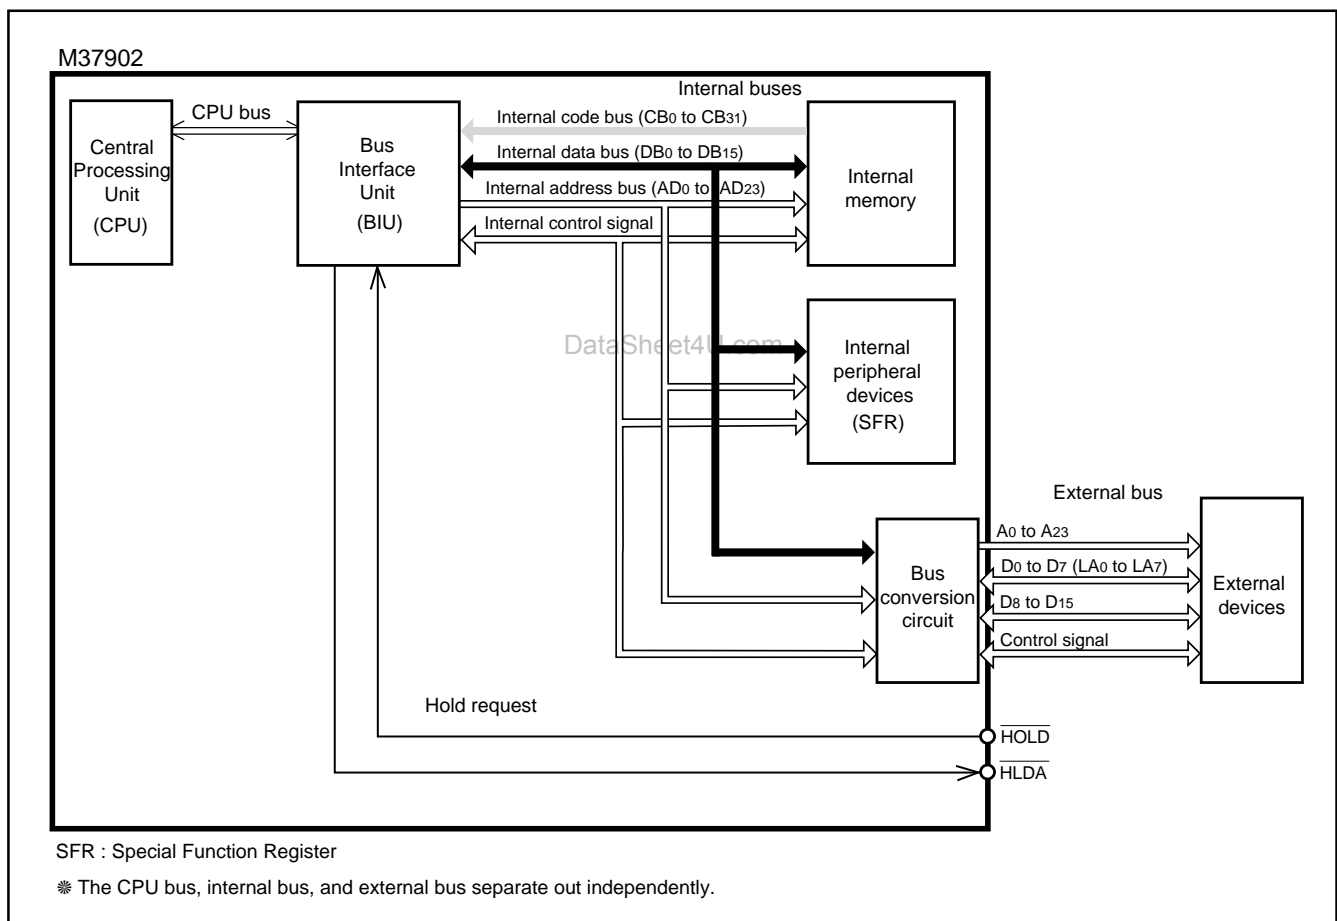 M37902
Internal buses
CPU bus
Internal code bus (CB0 to CB31)
Central
Processing
Unit
(CPU)
Bus
Interface
Unit
(BIU)
Internal data bus (DB0 to DB15)
Internal address bus (AD0 to AD23)
Internal control signal
Internal
memory
DataSheet4U.com
Internal
peripheral
devices
(SFR)
External bus
A0 to A23
D0 to D7 (LA0 to LA7)
D8 to D15
Control signal
Bus
conversion
circuit
External
devices
Hold request
HOLD
HLDA
SFR : Special Function Register
❋ The CPU bus, internal bus, and external bus separate out independently.